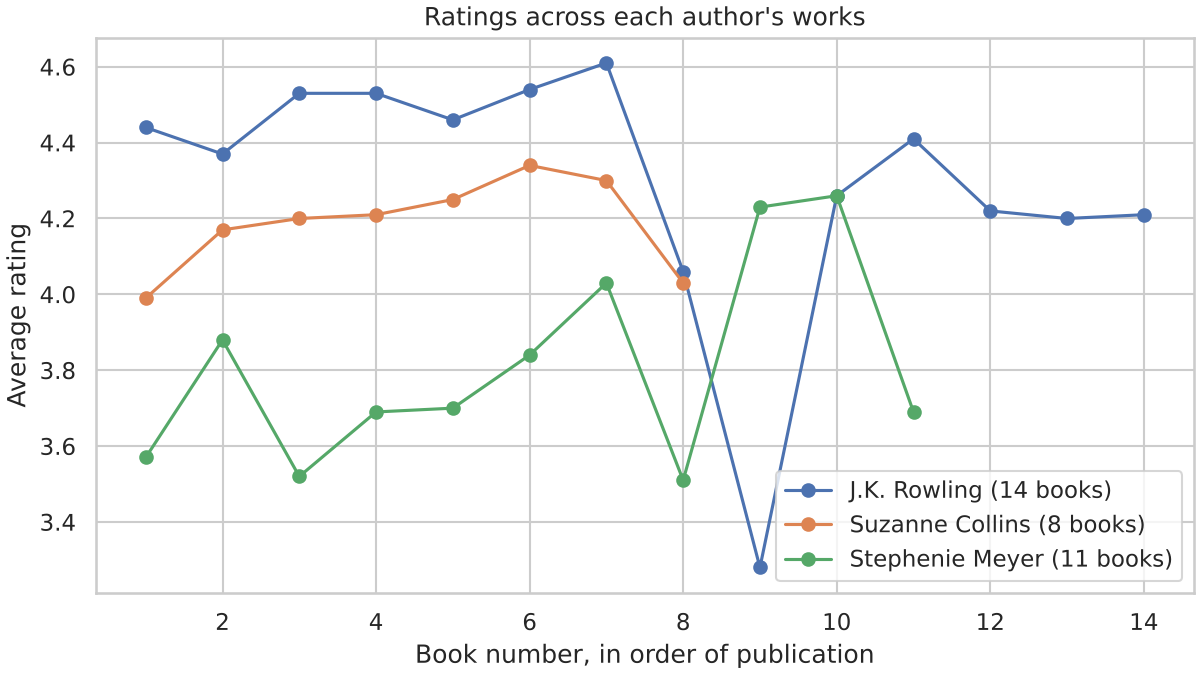 Ratings across each author's works
Average rating
4.6
4.4
4.2
4.0
3.8
3.6
3.4
J.K. Rowling (14 books)
Suzanne Collins (8 books)
Stephenie Meyer (11 books)
2 4 6 8 10 12 14
Book number, in order of publication